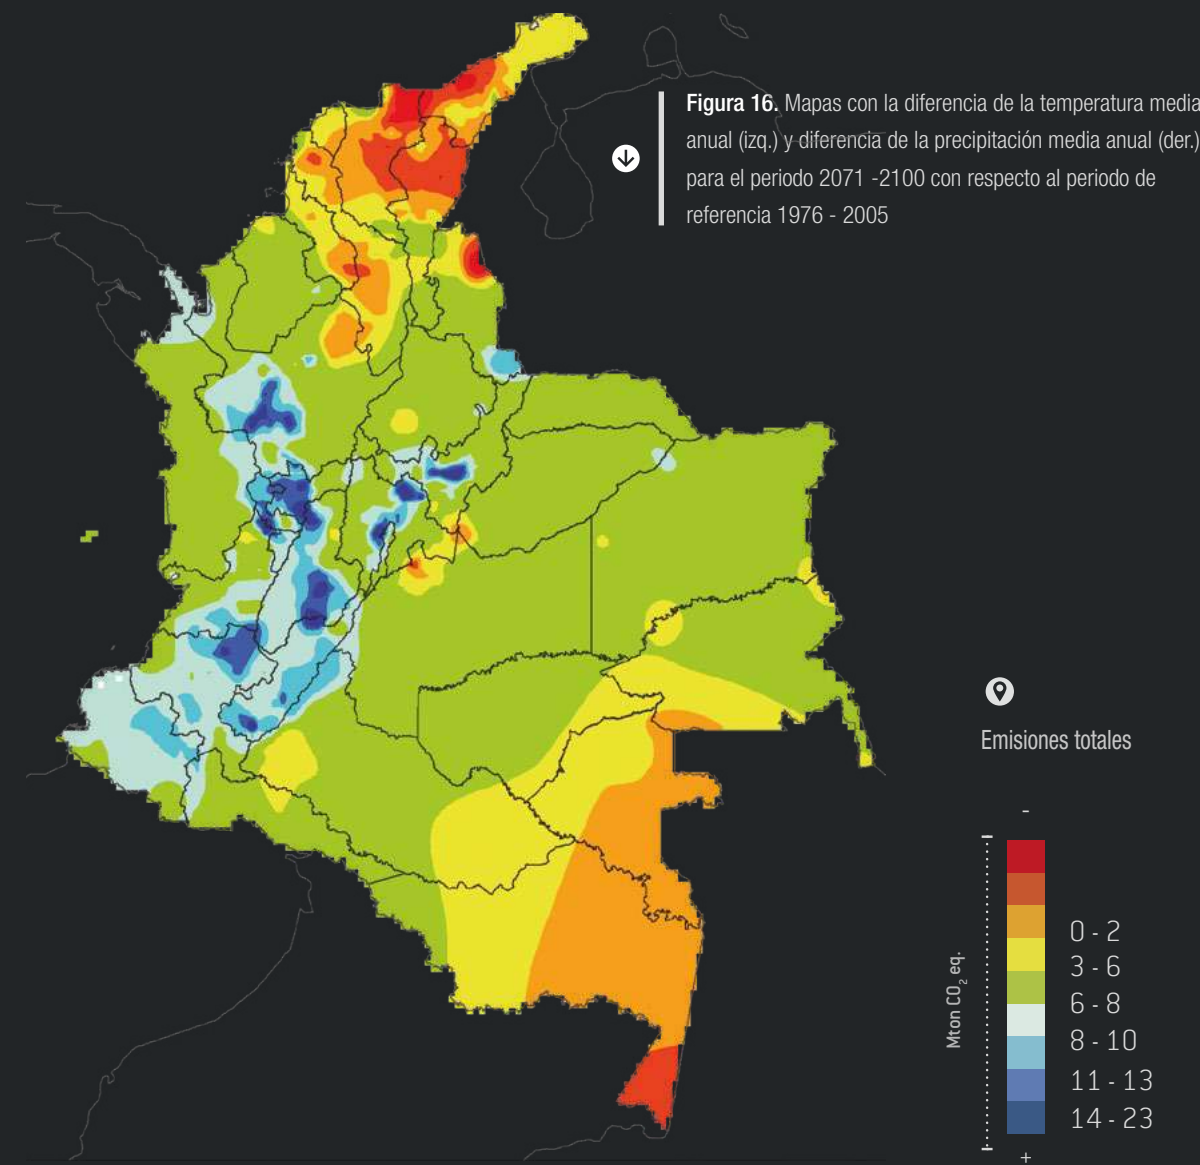 Figura 16. Mapas con la diferencia de la temperatura media
anual (izq.) y diferencia de la precipitación media anual (der.)
para el periodo 2071 -2100 con respecto al periodo de
referencia 1976 - 2005
Emisiones totales
-
Mton CO₂ eq.
0 - 2
3 - 6
6 - 8
8 - 10
11 - 13
14 - 23
+